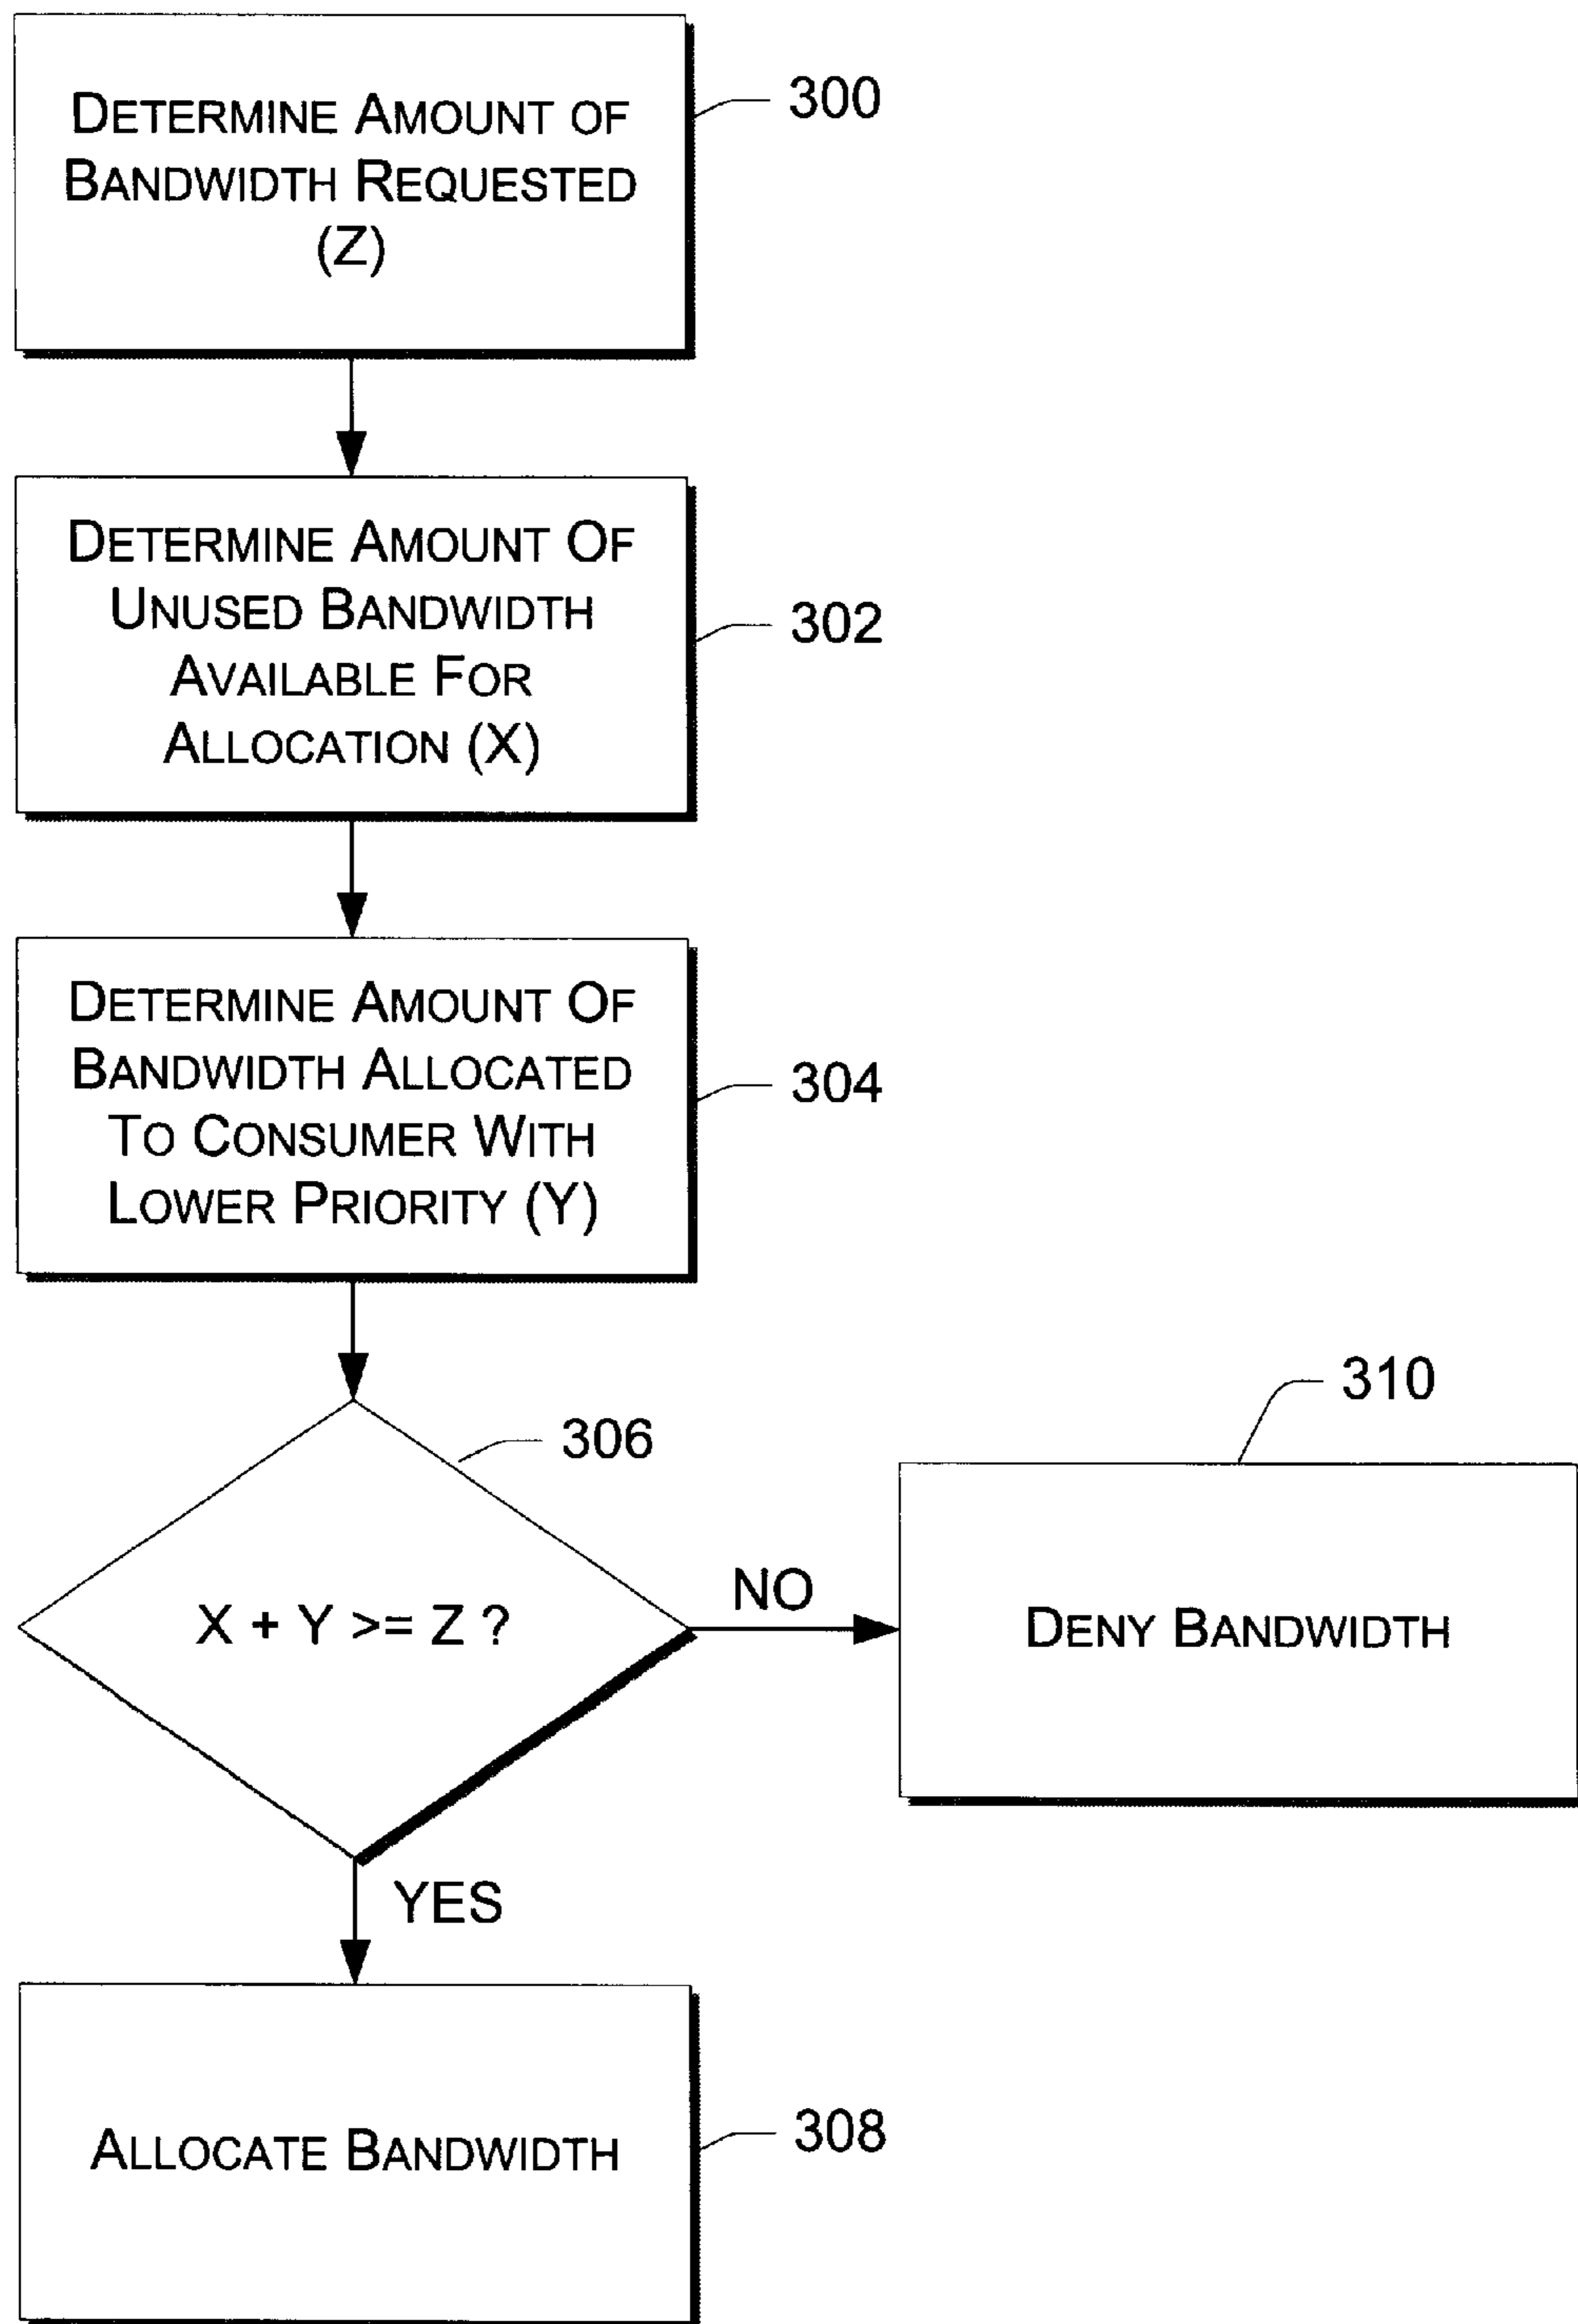 DETERMINE AMOUNT OF
BANDWIDTH REQUESTED
(Z)
300
DETERMINE AMOUNT OF
UNUSED BANDWIDTH
AVAILABLE FOR
ALLOCATION (X)
302
DETERMINE AMOUNT OF
BANDWIDTH ALLOCATED
TO CONSUMER WITH
LOWER PRIORITY (Y)
304
306
X + Y >= Z ?
NO
310
DENY BANDWIDTH
YES
ALLOCATE BANDWIDTH
308